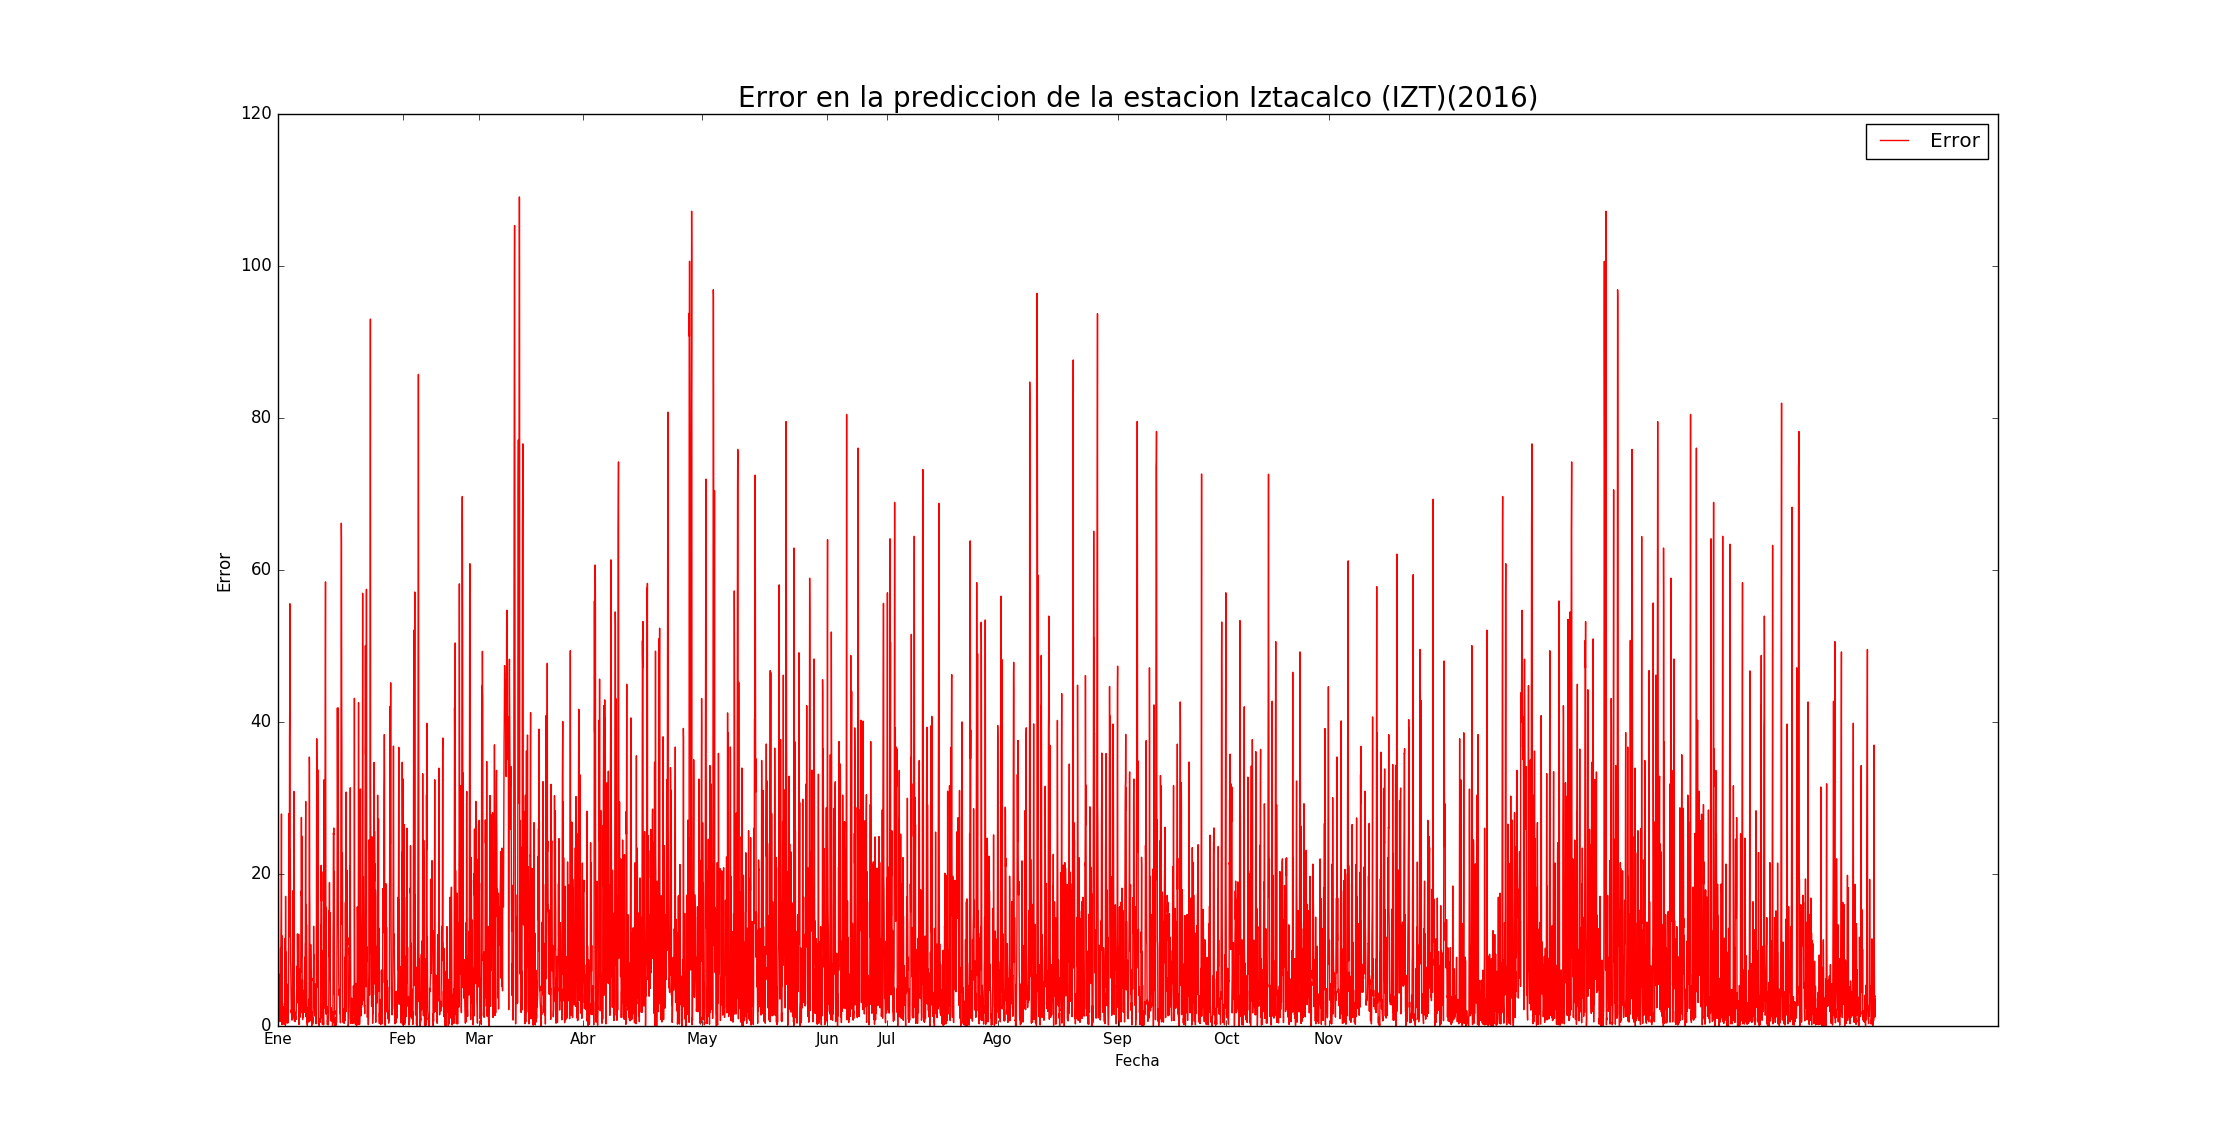 Error en la prediccion de la estacion Iztacalco (IZT)(2016)
120
Error
100
80
60
Error
40
20
0
Ene Feb Mar Abr May Jun Jul Ago Sep Oct Nov
Fecha